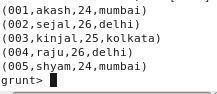 (001,akash,24,mumbai)
(002,sejal,26,delhi)
(003,kinjal,25,kolkata)
(004,raju,26,delhi)
(005,shyam,24,mumbai)
grunt>